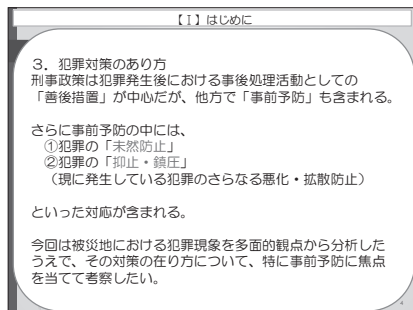 【Ⅰ】はじめに
３．犯罪対策のあり方
刑事政策は犯罪発生後における事後処理活動としての
「善後措置」が中心だが、他方で「事前予防」も含まれる。
さらに事前予防の中には、
①犯罪の「未然防止」
②犯罪の「抑止・鎮圧」
（現に発生している犯罪のさらなる悪化・拡散防止）
といった対応が含まれる。
今回は被災地における犯罪現象を多面的観点から分析した
うえで、その対策の在り方について、特に事前予防に焦点
を当てて考察したい。